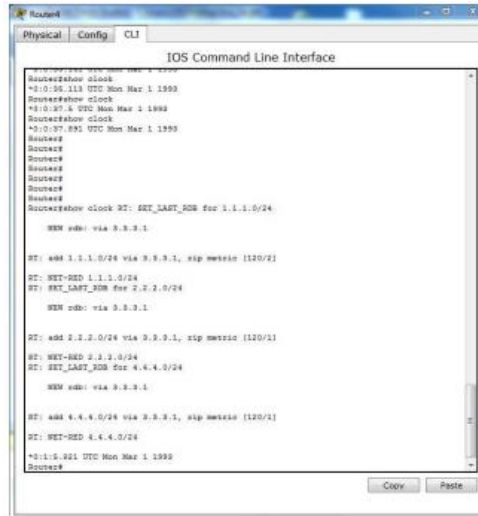 Router4
Physical Config CLI
IOS Command Line Interface
Router#show clock
*0:0:36.113 UTC Mon Mar 1 1993
Router#show clock
*0:0:37.5 UTC Mon Mar 1 1993
Router#show clock
*0:0:37.891 UTC Mon Mar 1 1993
Router#
Router#
Router#
Router#
Router#
Router#
Router#show clock RT: SET_LAST_RDB for 1.1.1.0/24
NEW rdb: via 3.3.3.1
RT: add 1.1.1.0/24 via 3.3.3.1, rip metric [120/2]
RT: NET-RED 1.1.1.0/24
RT: SET_LAST_RDB for 2.2.2.0/24
NEW rdb: via 3.3.3.1
RT: add 2.2.2.0/24 via 3.3.3.1, rip metric [120/1]
RT: NET-RED 2.2.2.0/24
RT: SET_LAST_RDB for 4.4.4.0/24
NEW rdb: via 3.3.3.1
RT: add 4.4.4.0/24 via 3.3.3.1, rip metric [120/1]
RT: NET-RED 4.4.4.0/24
*0:1:5.921 UTC Mon Mar 1 1993
Router#
Copy Paste